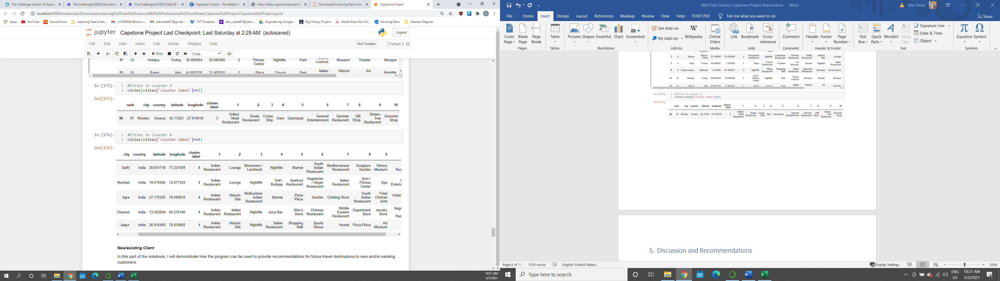 The Challenge Season 36 Episod
The.Challenge.S36E20.Double.A
The.Challenge.S33E04.720p.HEV
Capstone Project - The Battle of
https://labs.cognitiveclass.ai/too
Downloads/Learning Data Scien
Capstone Project
localhost:8888/notebooks/Downloads/Learning%20Data%20Science/IBM%20Professional%20Certificate/Capstone%20Project/Capstone%20Project.ipynb
Apps YouTube SoundCloud Learning Data Scien... u15009442@tuks.c... alexveale87@gmail.... TNT Dropbox alex_veale87@yaho... Engineering Google... Big History Project Media Bias-Fact Ch... Morning Brew Masters Degrees
jupyter Capstone Project Last Checkpoint: Last Saturday at 2:29 AM (autosaved) Logout
File Edit View Insert Cell Kernel Widgets Help Not Trusted Python 3
Run Code
11 12 Antalya Turkey 36.900964 30.695485 2 Fitness Center Nightlife Park Scenic Lookout Museum Theater Mosque
15 16 Rome Italy 41.893320 12.482932 2 Plaza Church Park Italian Historic Art Nightlife
In [173]: 1 #Cities in cluster 3
2 cities[cities['cluster label']==3]
Out[173]:
rank city country latitude longitude cluster label 1 2 3 4 5 6 7 8 9 10
96 97 Rhodes Greece 36.17263 27.919418 3 Grilled Meat Restaurant Greek Restaurant Cruise Ship Dam Gastropub General Entertainment German Restaurant Gift Shop Gluten-free Restaurant Gourmet Shop
In [174]: 1 #Cities in cluster 4
2 cities[cities['cluster label']==4]
Out[174]:
city country latitude longitude cluster label 1 2 3 4 5 6 7 8 9
Delhi India 28.651718 77.221939 4 Indian Restaurant Lounge Monument / Landmark Nightlife Market South Indian Restaurant Mediterranean Restaurant Sculpture Garden History Museum Res
Mumbai India 19.075990 72.877393 4 Indian Restaurant Lounge Nightlife Deli / Bodega Seafood Restaurant Vegetarian / Vegan Restaurant Italian Restaurant Gym / Fitness Center Spa Enterta
Agra India 27.175255 78.009816 4 Indian Restaurant Historic Site Multicuisine Indian Restaurant Market Pizza Place Garden Clothing Store South Indian Restaurant Fried Chicken Joint Indian
Chennai India 13.083694 80.270186 4 Indian Restaurant Italian Restaurant Nightlife Juice Bar Men's Store Chinese Restaurant Middle Eastern Restaurant Department Store Jewelry Store Vege Res
Jaipur India 26.915458 75.818982 4 Indian Restaurant Historic Site Nightlife Italian Restaurant Shopping Mall Sports Venue Hostel Pizza Place Art Museum
New/existing Client
In this part of the notebook, I will demonstrate how the program can be used to provide recommendations for future travel destinations to new and/or existing
customers.
10:21 AM
5/3/2021
IBM Data Science Capstone Project Report.docx - Word Alex Veale
File Home Insert Design Layout References Mailings Review View Help FOXIT PDF Tell me what you want to do Share
Cover Page Blank Page Page Break Table Pictures Shapes SmartArt Chart Screenshot Get Add-ins My Add-ins Wikipedia Online Video Link Bookmark Cross-reference Comment Header Footer Page Number Text Box Quick Parts WordArt Drop Cap Signature Line Date & Time Object Equation Symbol
Pages Tables Illustrations Add-ins Media Links Comments Header & Footer Text Symbols
3 4 Macau Macau, China 22.189945 113.538045 2 Portuguese Restaurant Nightlife Cantonese Restaurant Chinese Restaurant Italian Restaurant Historic Site Lounge
5 6 Paris France 48.856697 2.351462 2 Plaza French Restaurant Fountain Art Museum Garden Nightlife Italian Restaurant
8 9 Kuala Lumpur Malaysia 3.151696 101.694237 2 Nightlife Malay Restaurant Shopping Mall Italian Restaurant Japanese Restaurant Boutique Jewelry Store
11 12 Antalya Turkey 36.900964 30.695485 2 Gym / Fitness Center Nightlife Park Scenic Lookout Museum Theater Mosque
15 16 Rome Italy 41.893320 12.482932 2 Plaza Church Park Italian Historic Art Nightlife
In [173]: 1 #Cities in cluster 3
2 cities[cities['cluster label']==3]
Out[173]:
rank city country latitude longitude cluster label 1 2 3 4 5 6 7 8 9 10
96 97 Rhodes Greece 36.17263 27.919418 3 Grilled Meat Restaurant Greek Restaurant Cruise Ship Dam Gastropub General Entertainment German Restaurant Gift Shop Gluten-free Restaurant Gourmet Shop
5. Discussion and Recommendations
Page 8 of 11 1529 words English (United States) Display Settings 100%
Type here to search
ENG US 10:21 AM 5/3/2021